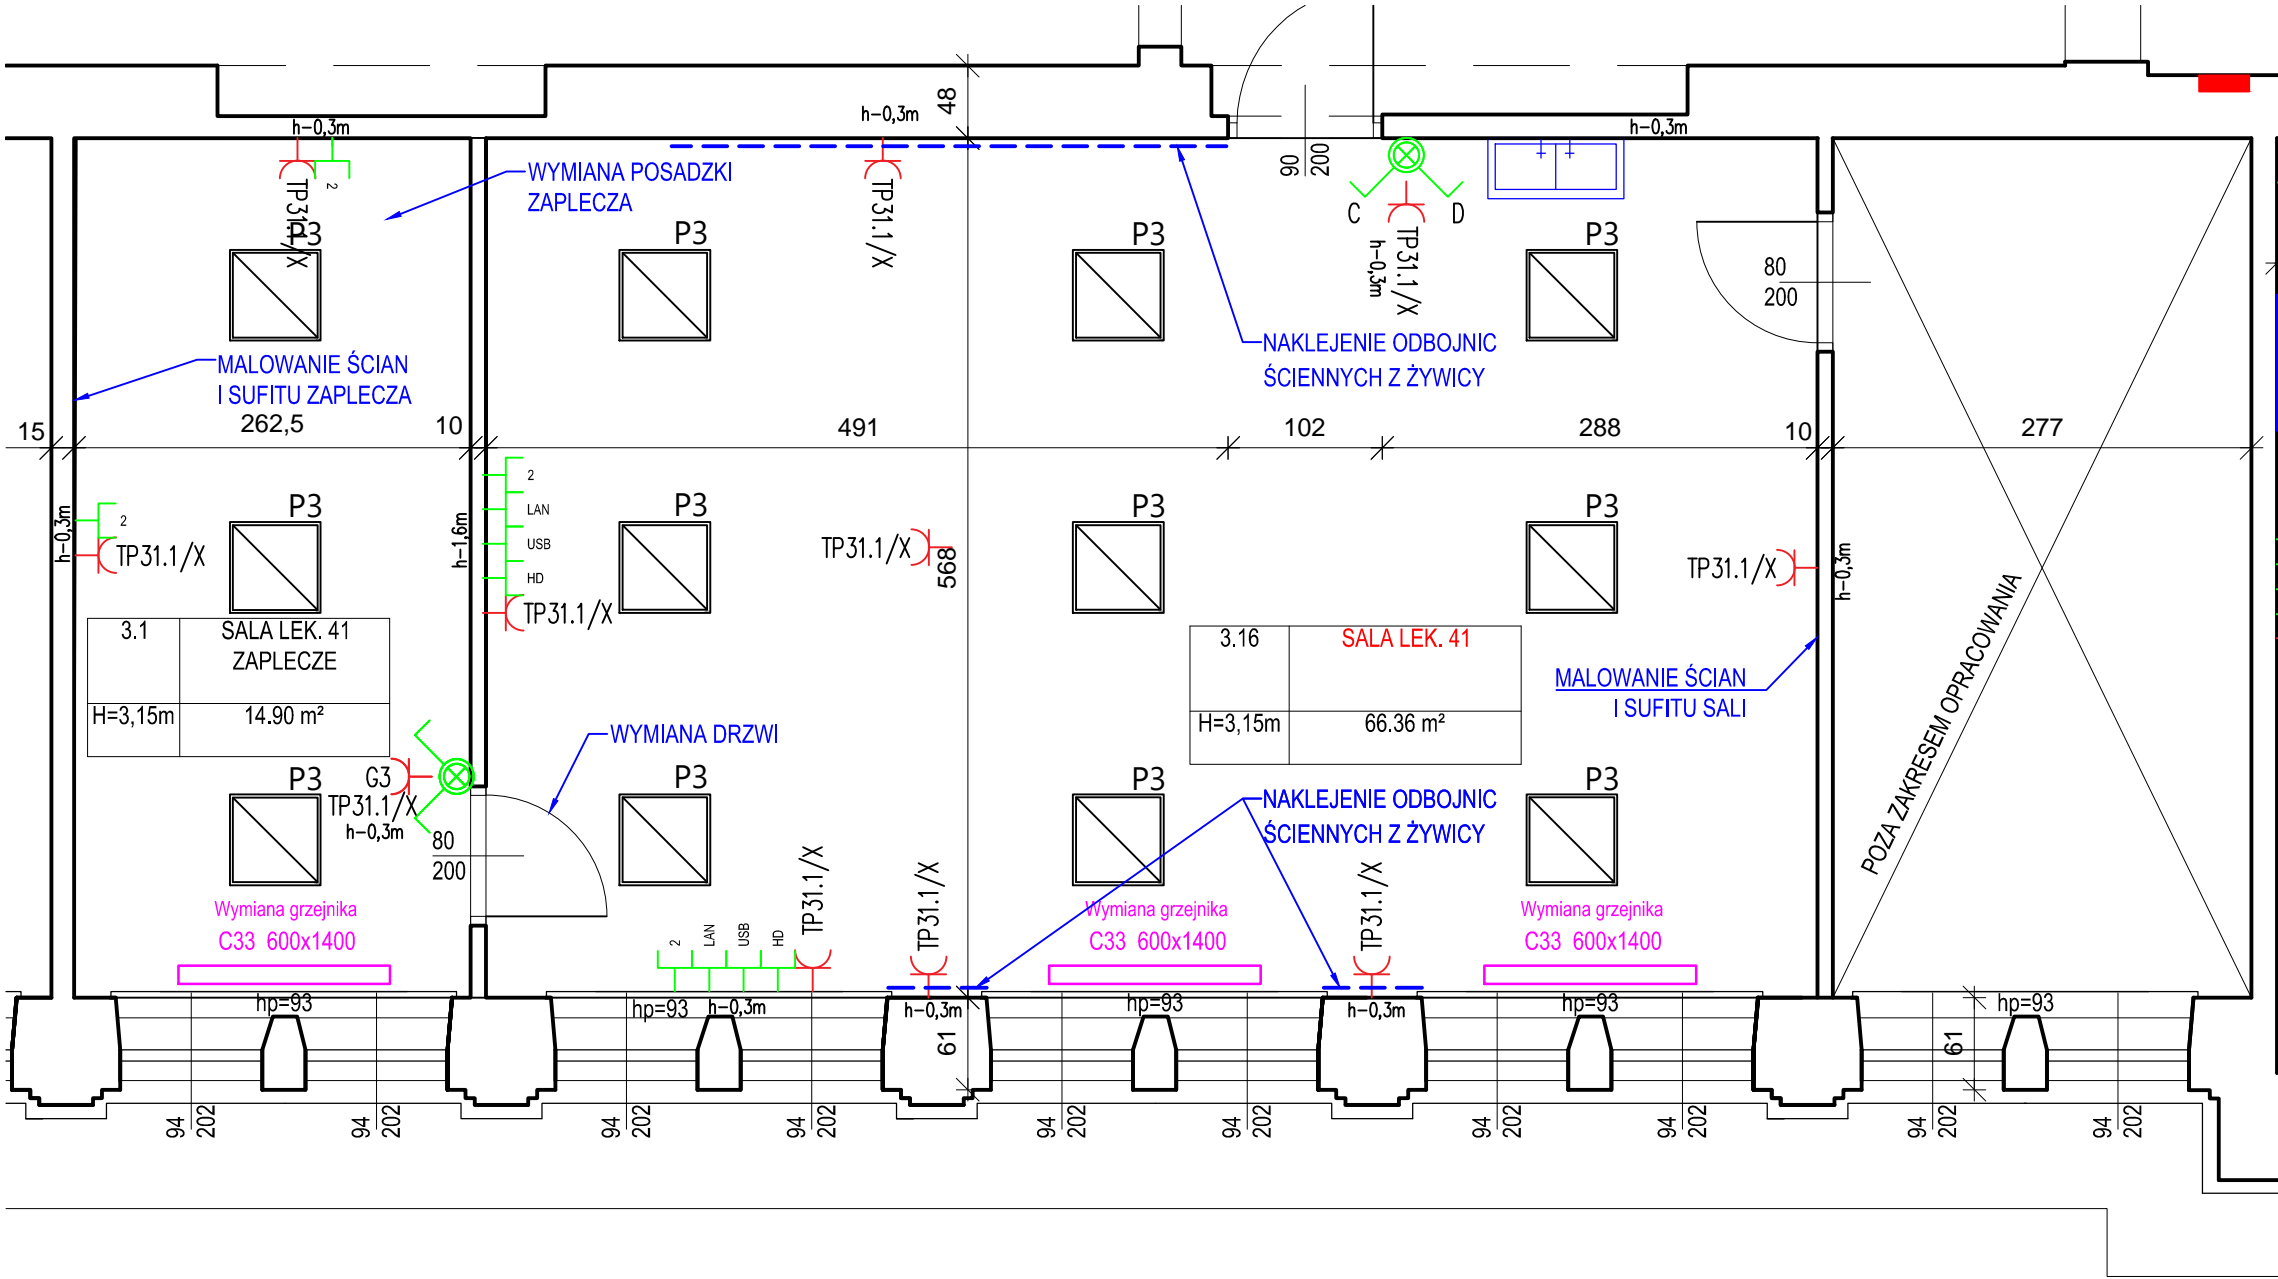 48
h-0,3m
h-0,3m
h-0,3m
90
200
TP31.1/X
2
TP31.1/X
C
D
TP31.1/X
h-0,3m
WYMIANA POSADZKI
ZAPLECZA
P3
P3
P3
P3
80
200
MALOWANIE ŚCIAN
I SUFITU ZAPLECZA
NAKLEJENIE ODBOJNIC
ŚCIENNYCH Z ŻYWICY
15
262,5
10
491
102
288
10
277
2
LAN
USB
HD
TP31.1/X
h-1,6m
P3
P3
P3
P3
h-0,3m
2
TP31.1/X
TP31.1/X
568
TP31.1/X
h-0,3m
3.1
SALA LEK. 41
ZAPLECZE
H=3,15m
14.90 m²
3.16
SALA LEK. 41
H=3,15m
66.36 m²
MALOWANIE ŚCIAN
I SUFITU SALI
POZA ZAKRESEM OPRACOWANIA
WYMIANA DRZWI
P3
P3
P3
P3
G3
TP31.1/X
h-0,3m
80
200
NAKLEJENIE ODBOJNIC
ŚCIENNYCH Z ŻYWICY
Wymiana grzejnika
C33 600x1400
2
LAN
USB
HD
TP31.1/X
TP31.1/X
Wymiana grzejnika
C33 600x1400
TP31.1/X
Wymiana grzejnika
C33 600x1400
hp=93
hp=93
h-0,3m
h-0,3m
hp=93
h-0,3m
hp=93
hp=93
61
61
94
202
94
202
94
202
94
202
94
202
94
202
94
202
94
202
94
202
94
202